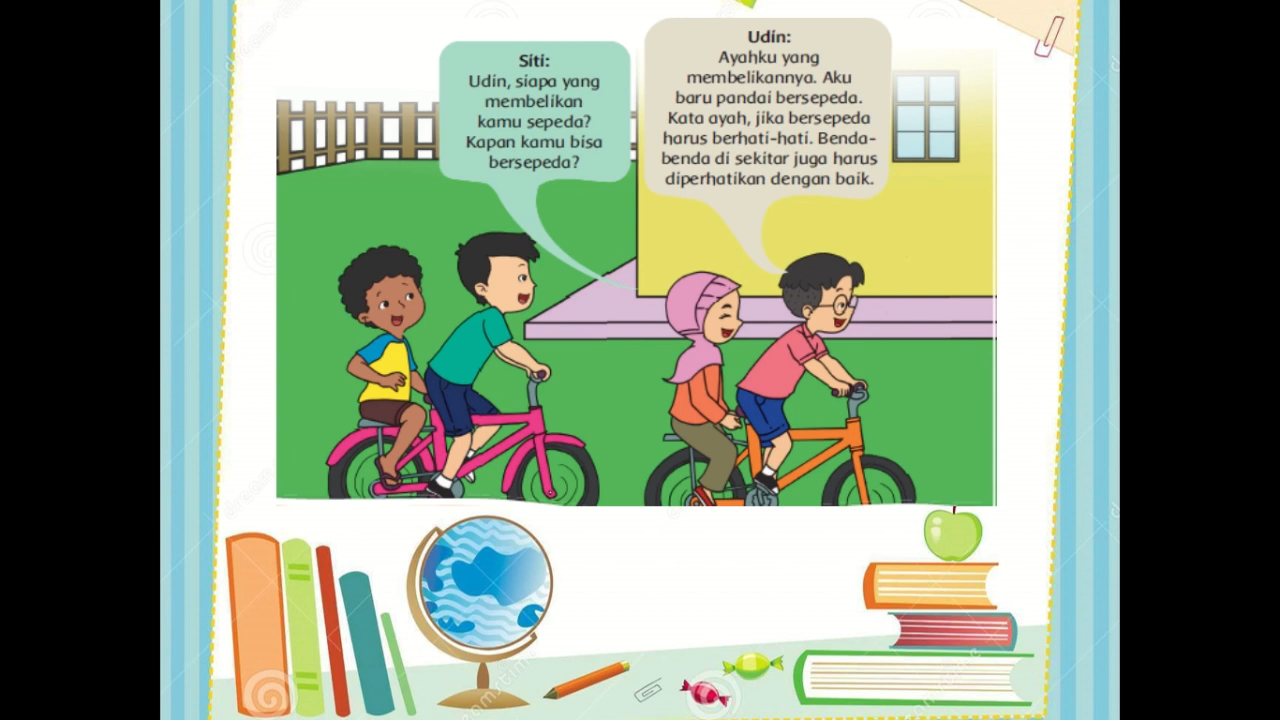 Siti:
Udin, siapa yang
membelikan
kamu sepeda?
Kapan kamu bisa
bersepeda?
Udin:
Ayahku yang
membelikannya. Aku
baru pandai bersepeda.
Kata ayah, jika bersepeda
harus berhati-hati. Benda-
benda di sekitar juga harus
diperhatikan dengan baik.